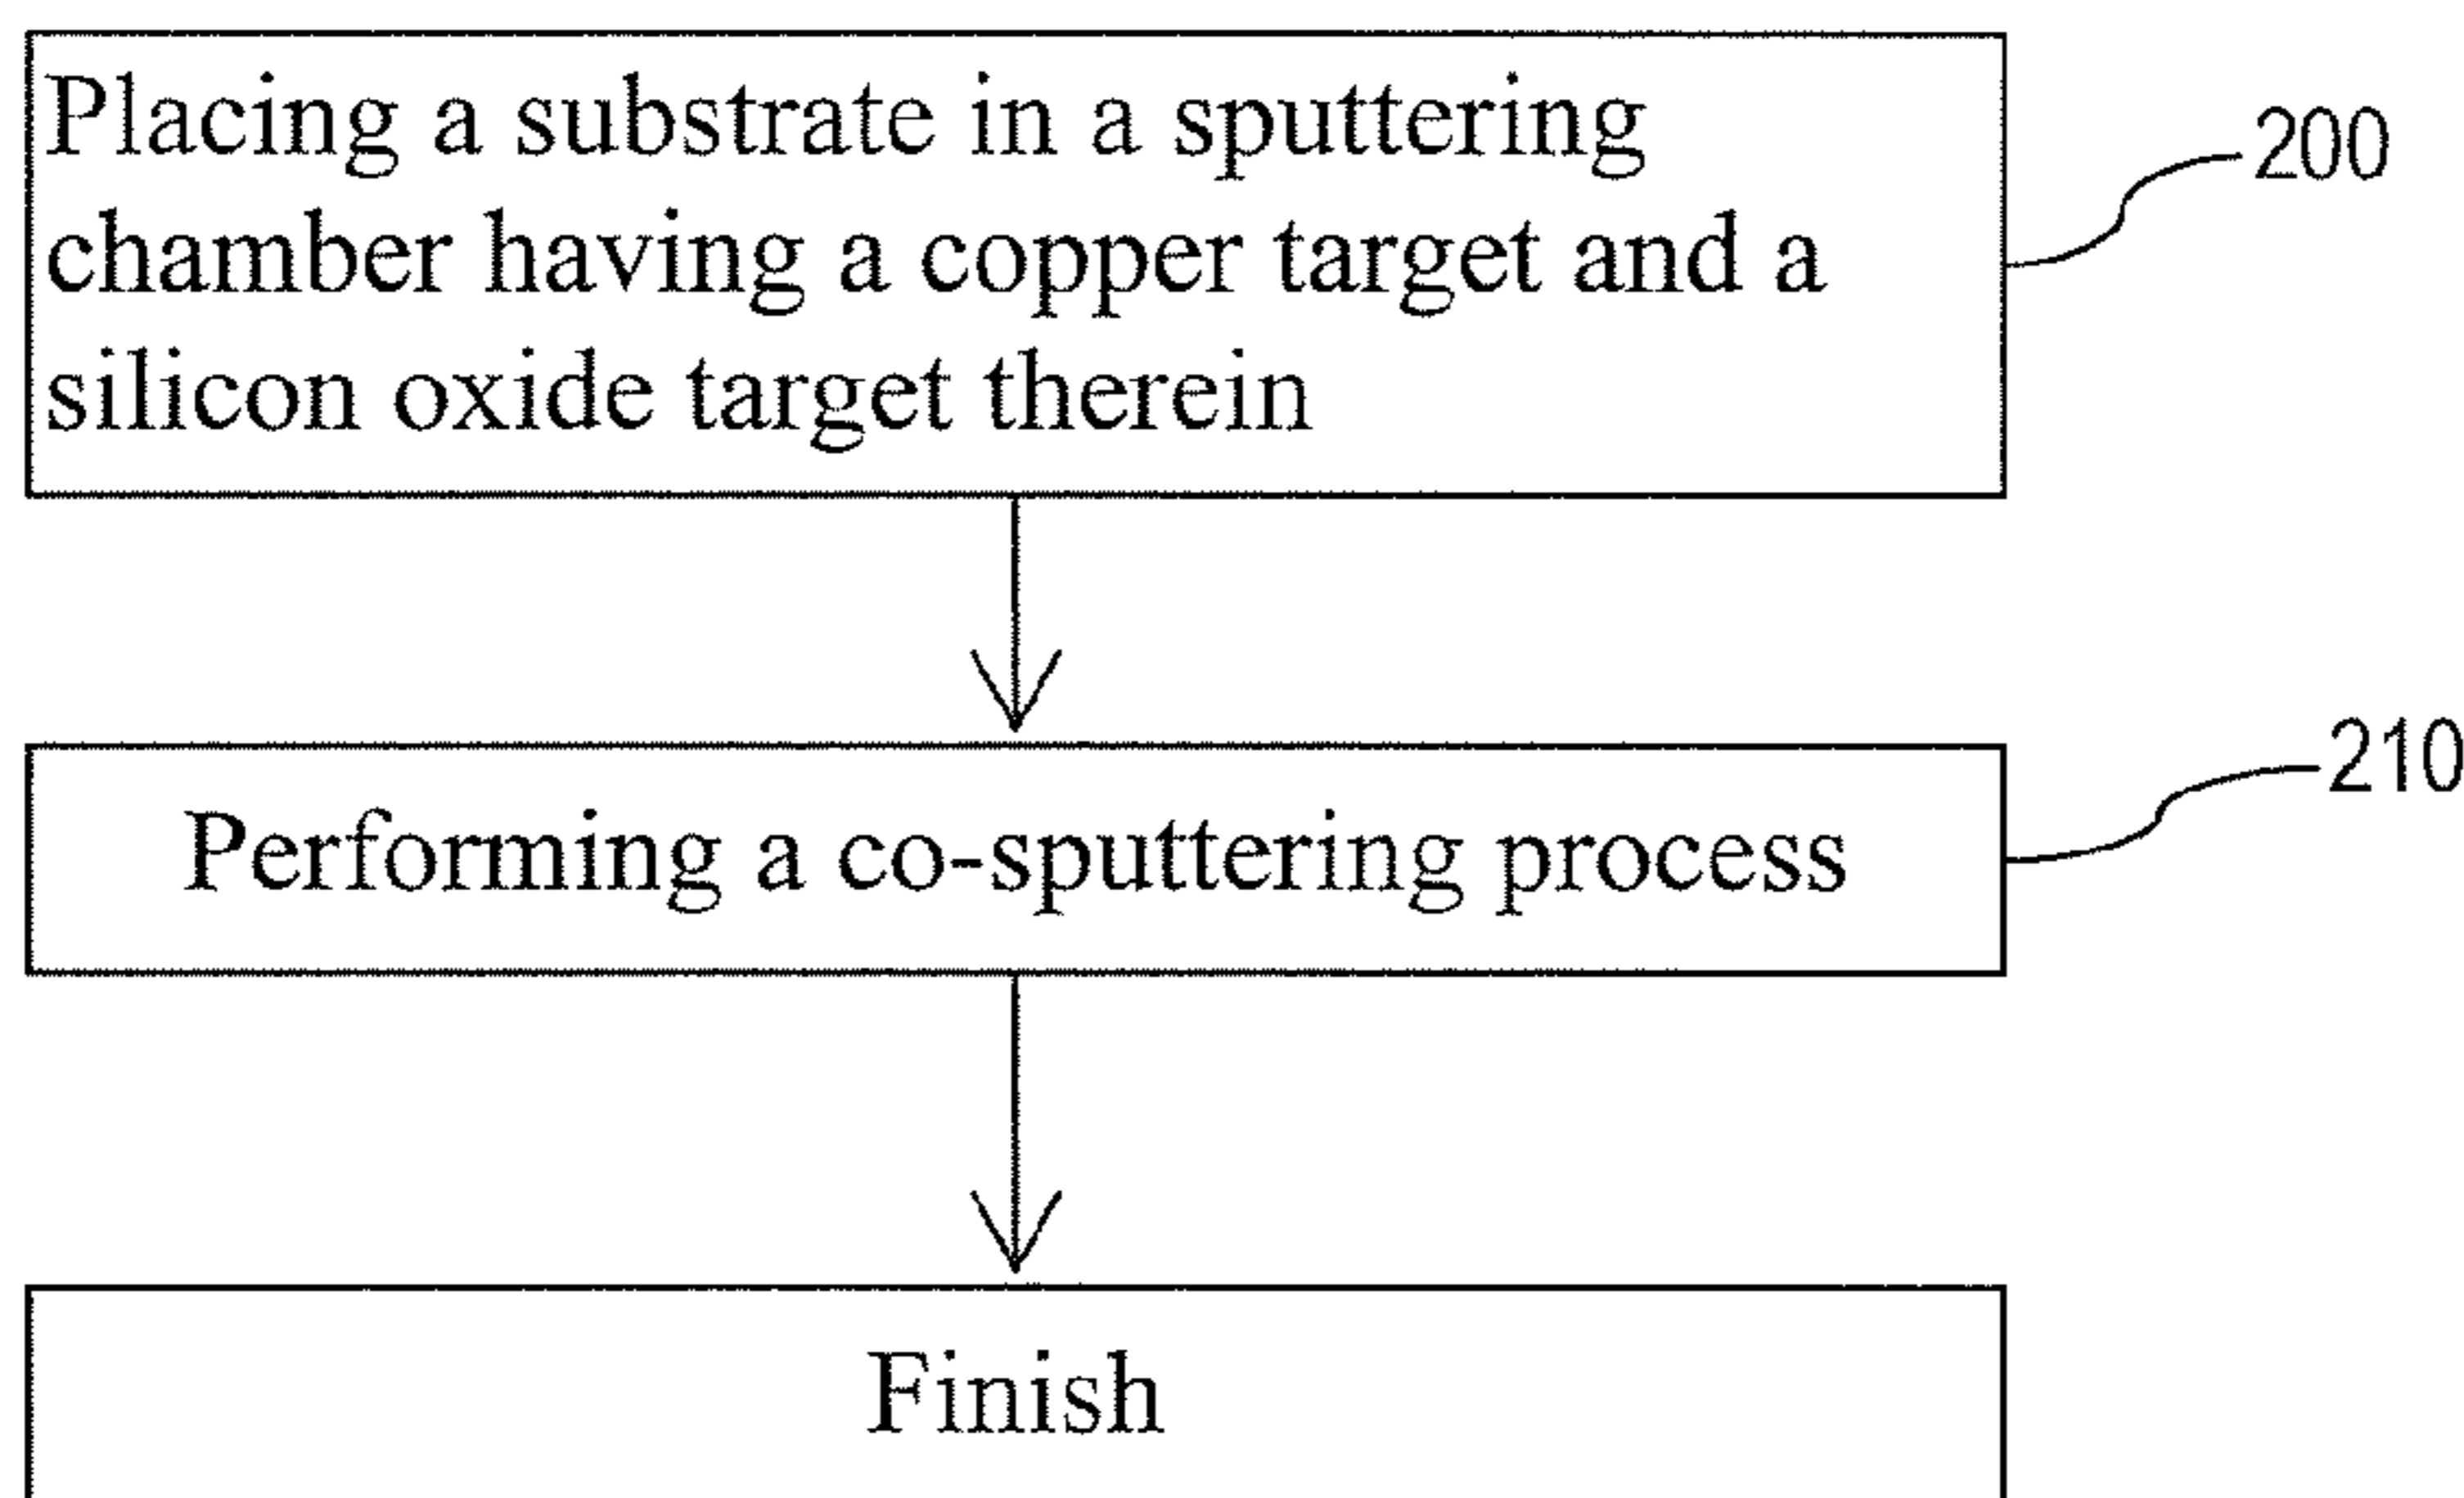 Placing a substrate in a sputtering
200
chamber having a copper target and a
silicon oxide target therein
210
Performing a co-sputtering process
Finish